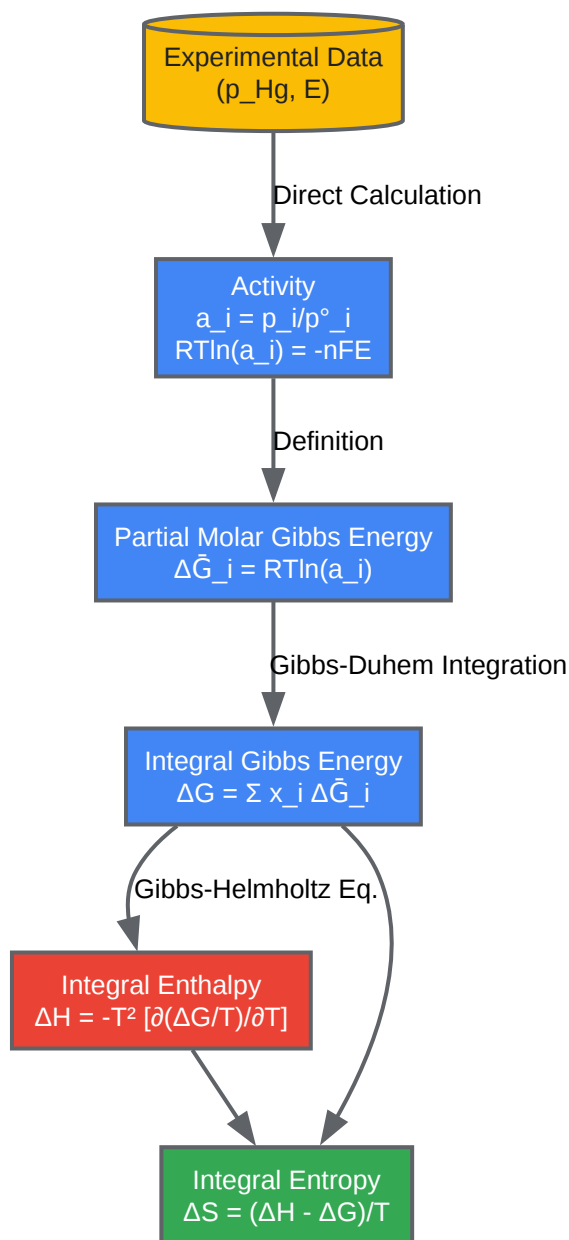 Experimental Data
(p_Hg, E)
Direct Calculation
Activity
a_i = p_i/p°_i
RTln(a_i) = -nFE
Definition
Partial Molar Gibbs Energy
ΔḠ_i = RTln(a_i)
Gibbs-Duhem Integration
Integral Gibbs Energy
ΔG = Σ x_i ΔḠ_i
Gibbs-Helmholtz Eq.
Integral Enthalpy
ΔH = -T² [∂(ΔG/T)/∂T]
Integral Entropy
ΔS = (ΔH - ΔG)/T